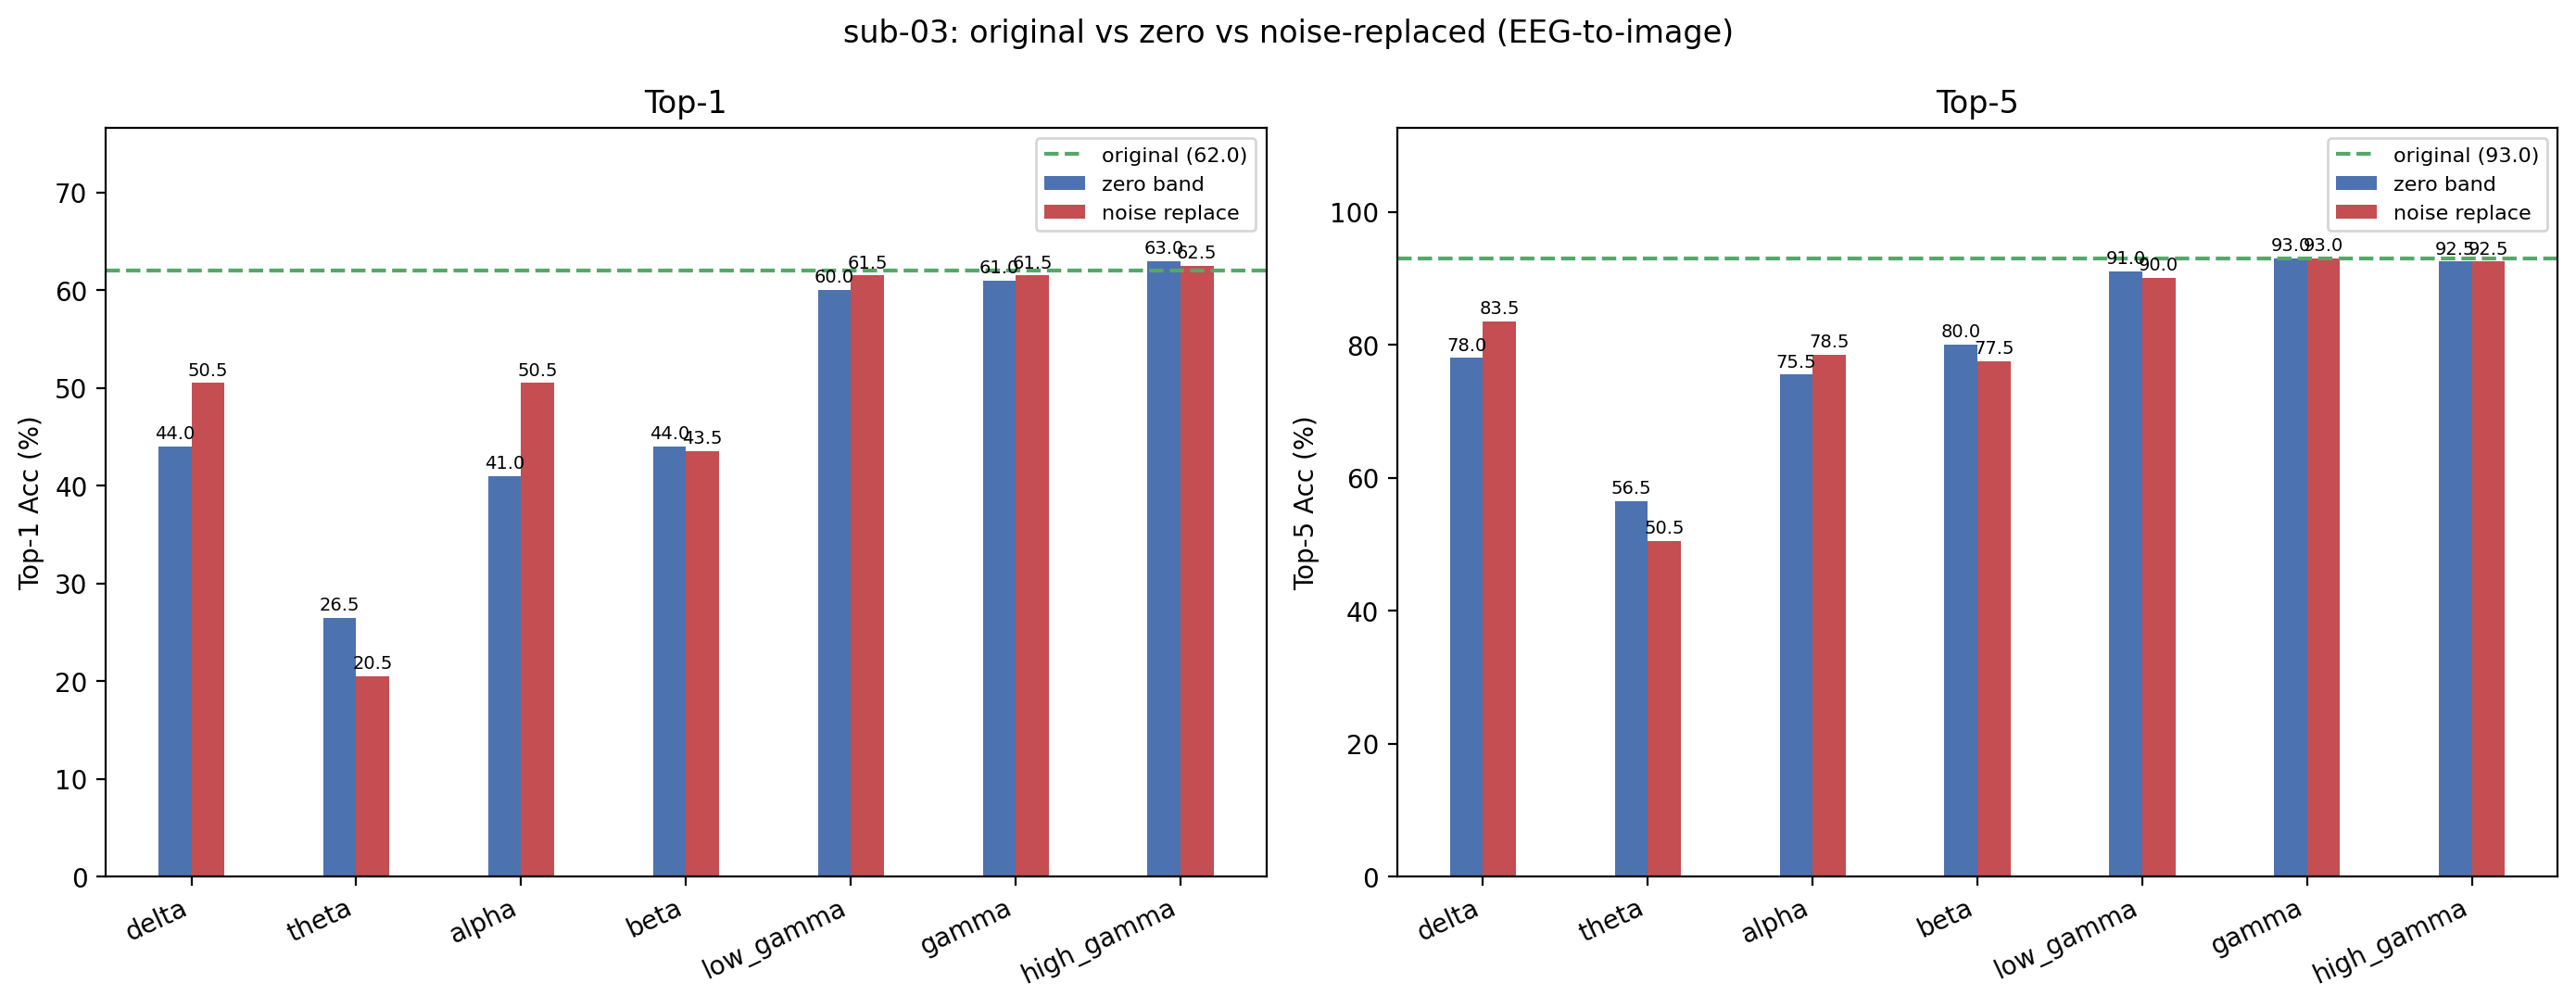 sub-03: original vs zero vs noise-replaced (EEG-to-image)
Top-1
original (62.0)
zero band
noise replace
Top-1 Acc (%)
70
60
50
40
30
20
10
0
44.0
50.5
26.5
20.5
41.0
50.5
44.0
43.5
60.0
61.5
61.0
61.5
63.0
62.5
delta
theta
alpha
beta
low_gamma
gamma
high_gamma
Top-5
original (93.0)
zero band
noise replace
Top-5 Acc (%)
100
80
60
40
20
0
78.0
83.5
56.5
50.5
75.5
78.5
80.0
77.5
91.0
90.0
93.0
93.0
92.5
92.5
delta
theta
alpha
beta
low_gamma
gamma
high_gamma